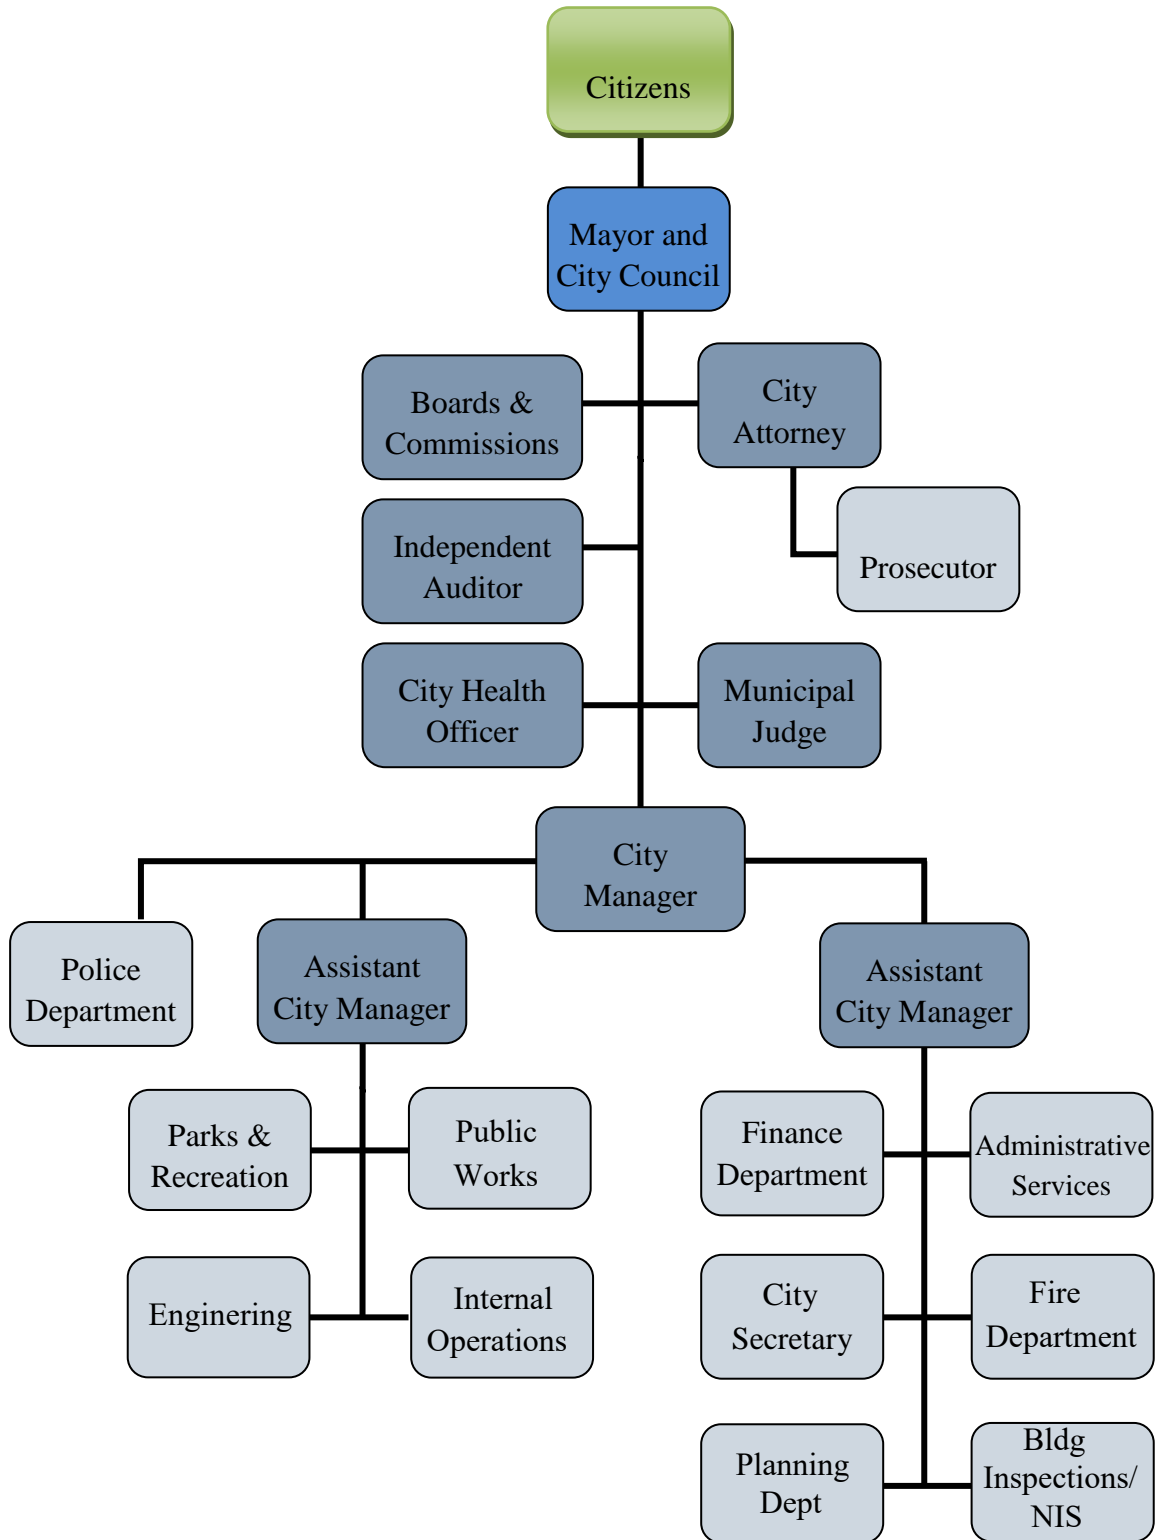 Citizens
Mayor and
City Council
Boards &
Commissions
City
Attorney
Independent
Auditor
Prosecutor
City Health
Officer
Municipal
Judge
City
Manager
Police
Department
Assistant
City Manager
Assistant
City Manager
Parks &
Recreation
Public
Works
Finance
Department
Administrative
Services
Enginering
Internal
Operations
City
Secretary
Fire
Department
Planning
Dept
Bldg
Inspections/
NIS